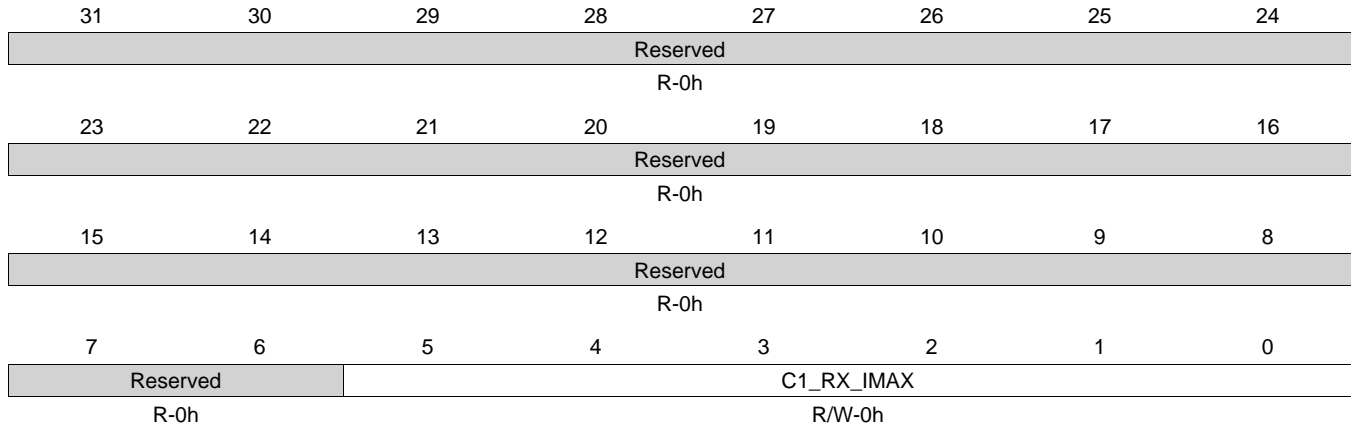 31 30 29 28 27 26 25 24
Reserved
R-0h
23 22 21 20 19 18 17 16
Reserved
R-0h
15 14 13 12 11 10 9 8
Reserved
R-0h
7 6 5 4 3 2 1 0
Reserved C1_RX_IMAX
R-0h R/W-0h